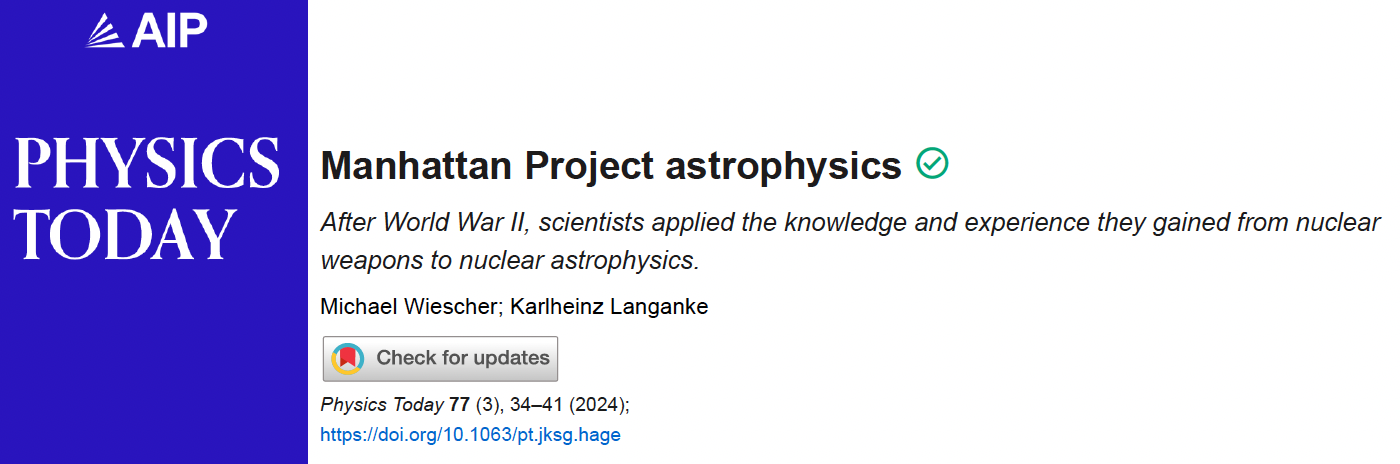 AIP
PHYSICS
TODAY
Manhattan Project astrophysics
After World War II, scientists applied the knowledge and experience they gained from nuclear
weapons to nuclear astrophysics.
Michael Wiescher; Karlheinz Langanke
Check for updates
Physics Today 77 (3), 34–41 (2024);
https://doi.org/10.1063/pt.jksg.hage